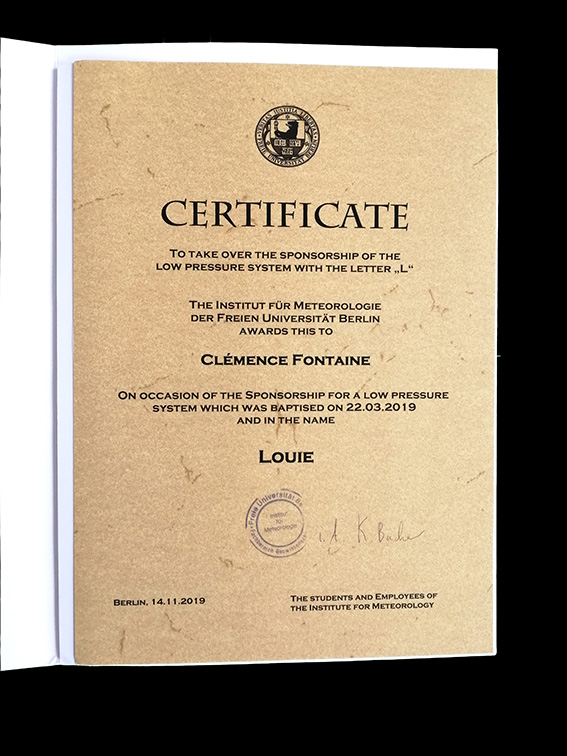 VERITAS IUSTITIA LIBERTAS
FREIE UNIVERSITÄT BERLIN
CERTIFICATE
TO TAKE OVER THE SPONSORSHIP OF THE
LOW PRESSURE SYSTEM WITH THE LETTER „L“
THE INSTITUT FÜR METEOROLOGIE
DER FREIEN UNIVERSITÄT BERLIN
AWARDS THIS TO
CLÉMENCE FONTAINE
ON OCCASION OF THE SPONSORSHIP FOR A LOW PRESSURE
SYSTEM WHICH WAS BAPTISED ON 22.03.2019
AND IN THE NAME
LOUIE
Freie Universität Be
Institut
für
Meteorologie
i. A. K.
BERLIN, 14.11.2019
THE STUDENTS AND EMPLOYEES OF
THE INSTITUTE FOR METEOROLOGY